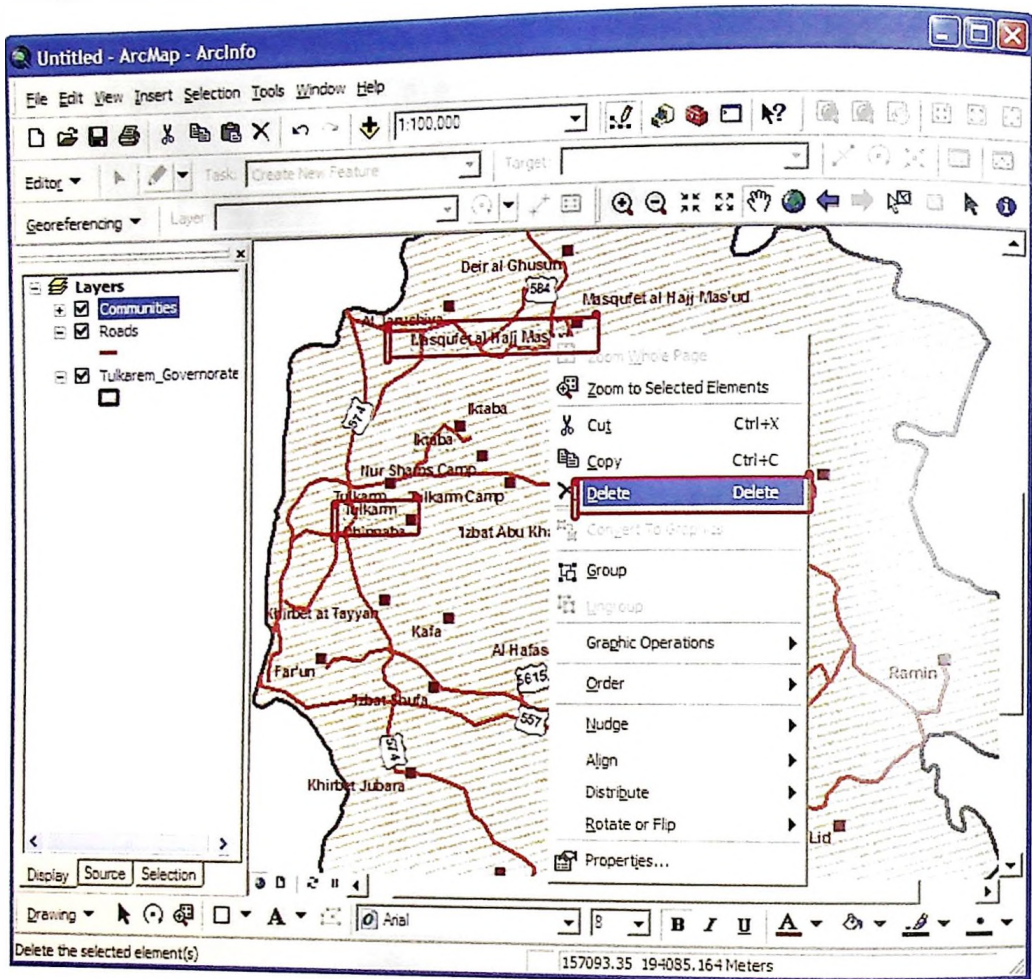 Untitled - ArcMap - ArcInfo
File Edit View Insert Selection Tools Window Help
1:100,000
Editor Task: Create New Feature Target:
Georeferencing Layer:
Layers
Communities
Roads
Tulkarem_Governorate
Display Source Selection
Deir al Ghusun
584
Masqufet al Hajj Mas'ud
Al Jarushiya
Masqufet al Hajj Mas
574
Iktaba
Iktaba
Nur Shams Camp
Tulkarm Tulkarm Camp
Tulkarm
Dhinnaba
'Izbat Abu Kh
Khirbet at Tayyah
Kafa
Al Hafas
Far'un
5615
Ramin
'Izbat Shufa
557
574
Khirbet Jubara
Lid
Zoom Whole Page
Zoom to Selected Elements
Cut Ctrl+X
Copy Ctrl+C
Delete Delete
Convert To Graphics
Group
Ungroup
Graphic Operations
Order
Nudge
Align
Distribute
Rotate or Flip
Properties...
Drawing A Arial 8 B I U A
Delete the selected element(s)
157093.35 194085.164 Meters